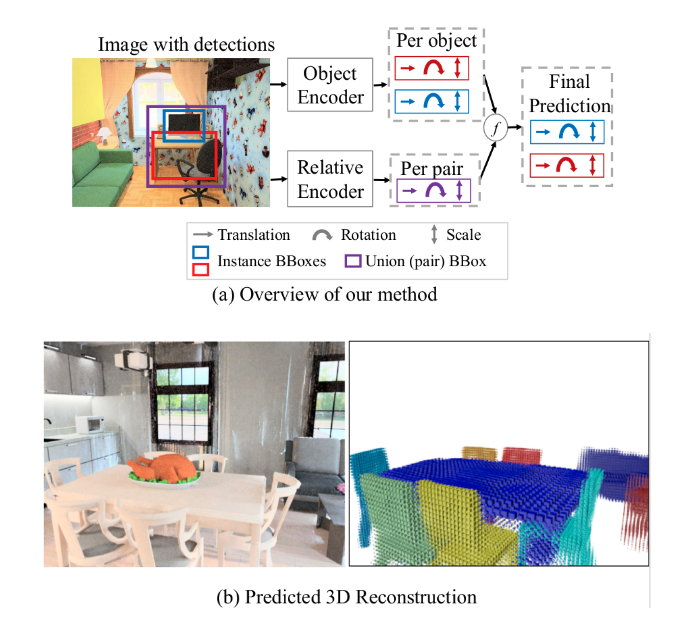 Image with detections
Object
Encoder
Relative
Encoder
Per object
Per pair
f
Final
Prediction
Translation
Rotation
Scale
Instance BBoxes
Union (pair) BBox
(a) Overview of our method
(b) Predicted 3D Reconstruction